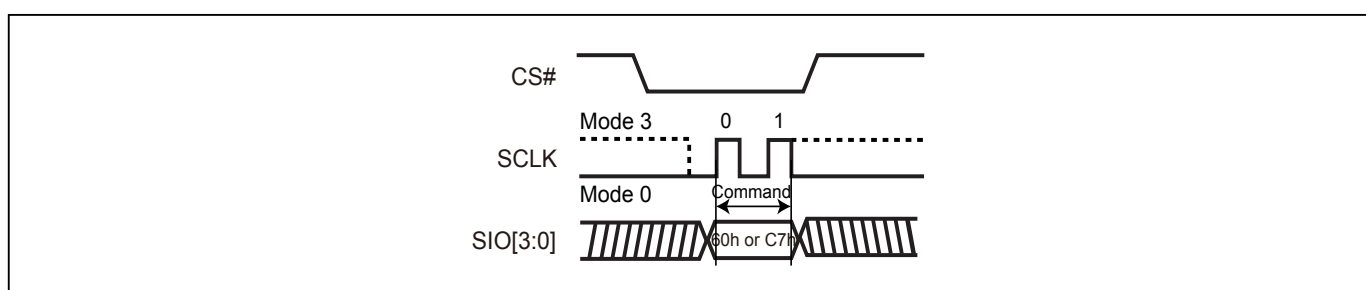 CS#
Mode 3 0 1
SCLK
Mode 0 Command
SIO[3:0] 60h or C7h